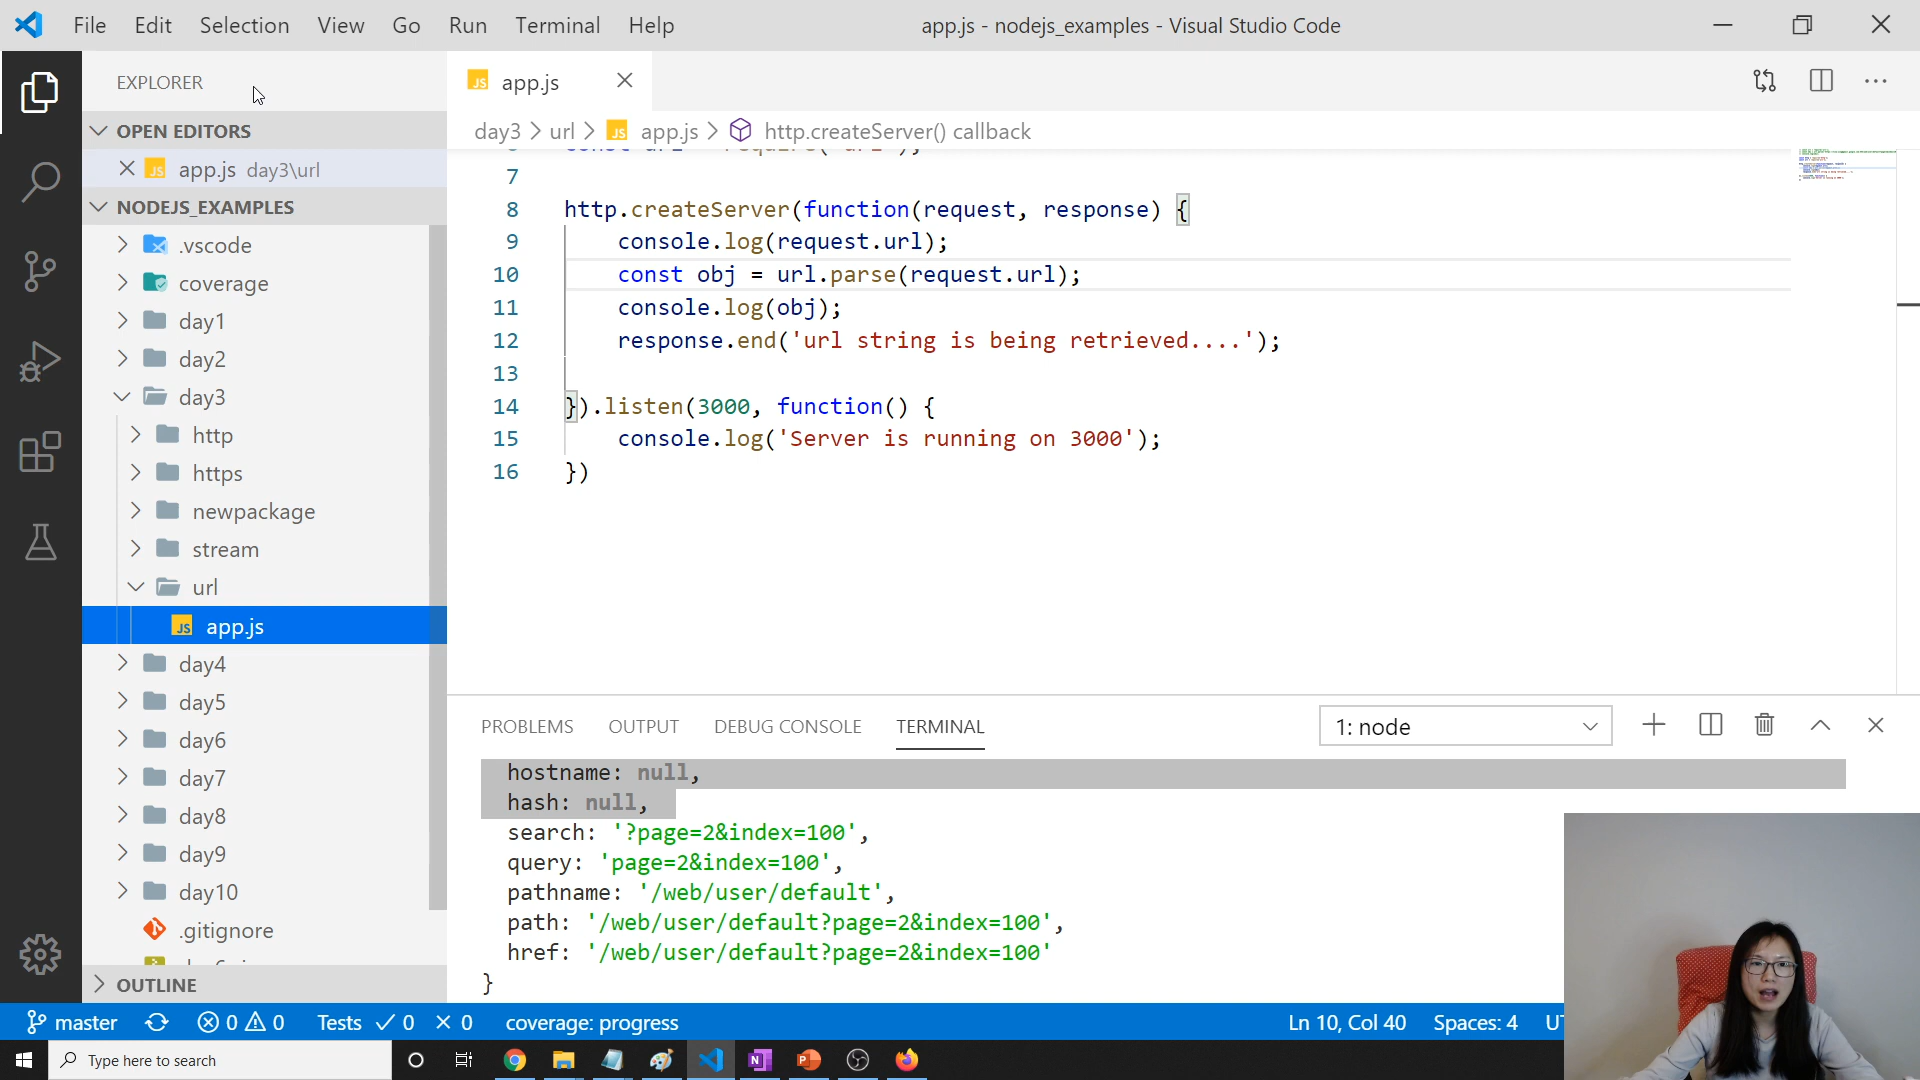 File Edit Selection View Go Run Terminal Help
app.js - nodejs_examples - Visual Studio Code
EXPLORER
OPEN EDITORS
app.js day3\url
NODEJS_EXAMPLES
.vscode
coverage
day1
day2
day3
http
https
newpackage
stream
url
app.js
day4
day5
day6
day7
day8
day9
day10
.gitignore
OUTLINE
app.js
day3 > url > app.js > http.createServer() callback
7
8 http.createServer(function(request, response) {
9 console.log(request.url);
10 const obj = url.parse(request.url);
11 console.log(obj);
12 response.end('url string is being retrieved....');
13
14 }).listen(3000, function() {
15 console.log('Server is running on 3000');
16 })
PROBLEMS OUTPUT DEBUG CONSOLE TERMINAL
1: node
hostname: null,
hash: null,
search: '?page=2&index=100',
query: 'page=2&index=100',
pathname: '/web/user/default',
path: '/web/user/default?page=2&index=100',
href: '/web/user/default?page=2&index=100'
}
master 0 0 Tests 0 0 coverage: progress
Ln 10, Col 40 Spaces: 4
Type here to search